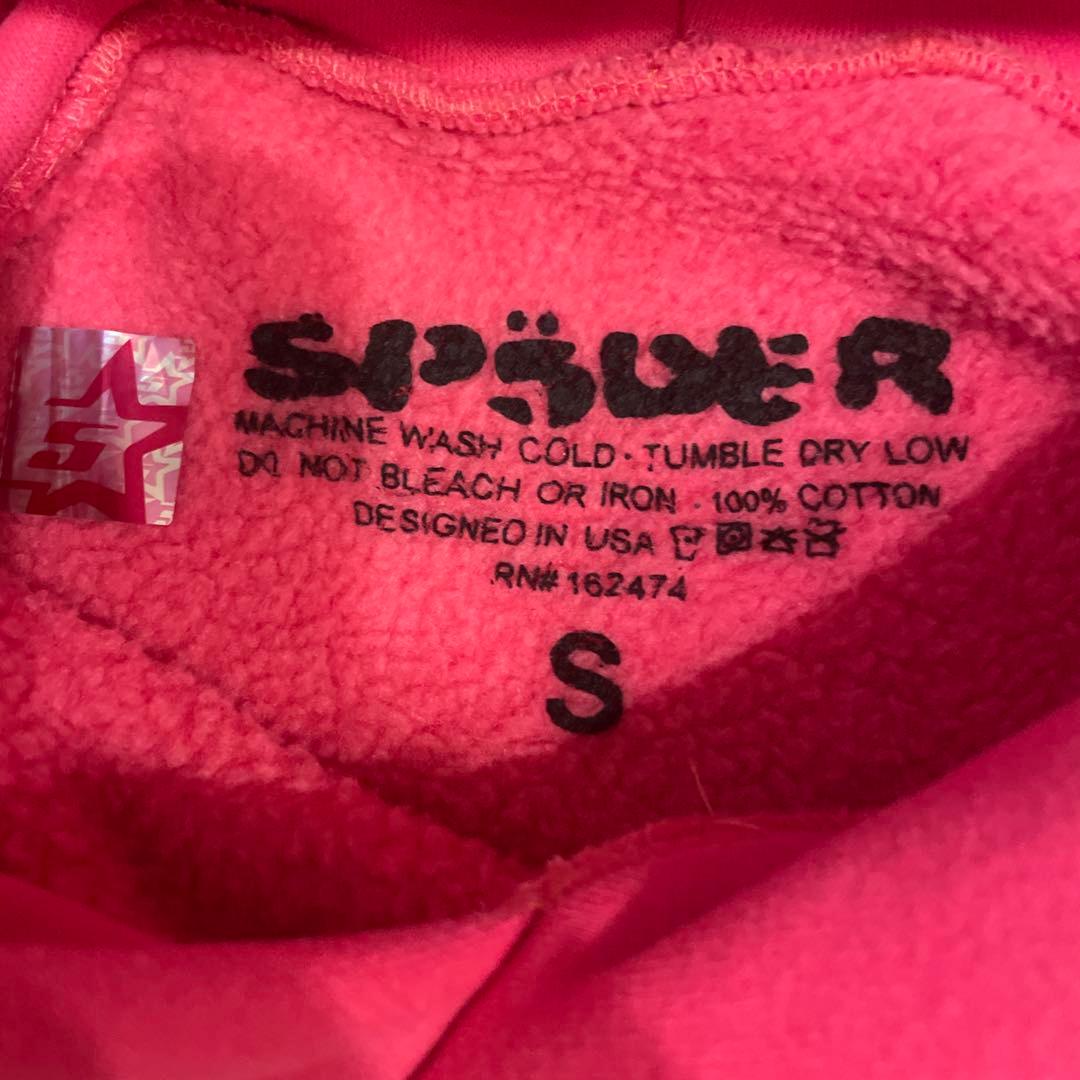 SP5DER
MACHINE WASH COLD · TUMBLE DRY LOW
DO NOT BLEACH OR IRON · 100% COTTON
DESIGNED IN USA
RN# 162474
S
S